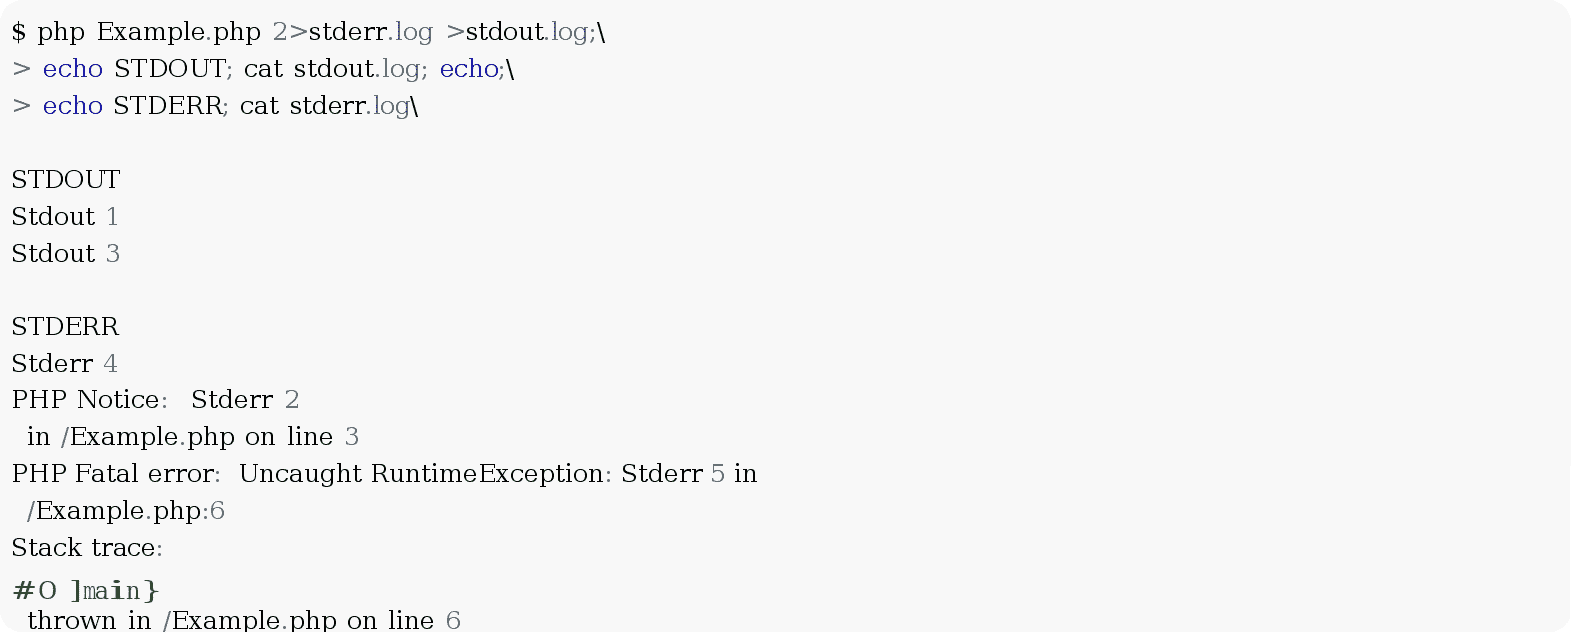 $ php Example.php 2>stderr.log >stdout.log;\
> echo STDOUT; cat stdout.log; echo;\
> echo STDERR; cat stderr.log\
STDOUT
Stdout 1
Stdout 3
STDERR
Stderr 4
PHP Notice:  Stderr 2
in /Example.php on line 3
PHP Fatal error:  Uncaught RuntimeException: Stderr 5 in
/Example.php:6
Stack trace:
#O ]main}
thrown in /Example.php on line 6